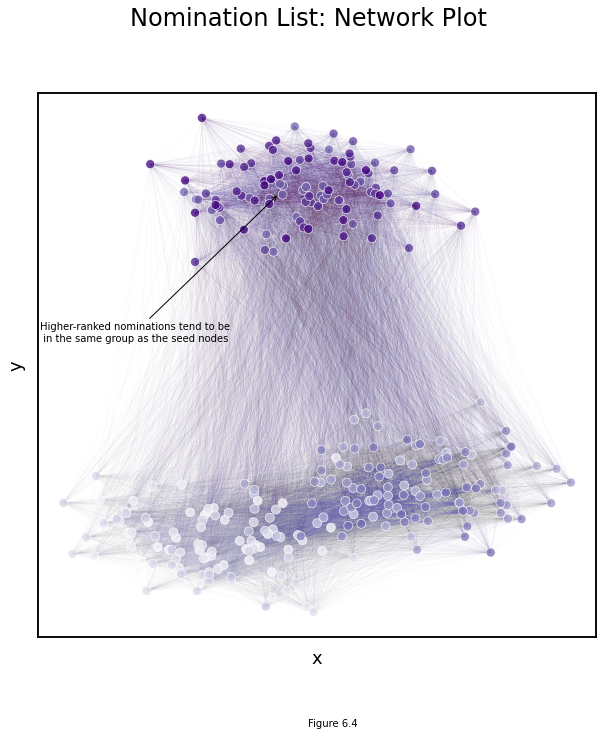 Nomination List: Network Plot
y
Higher-ranked nominations tend to be
in the same group as the seed nodes
x
Figure 6.4